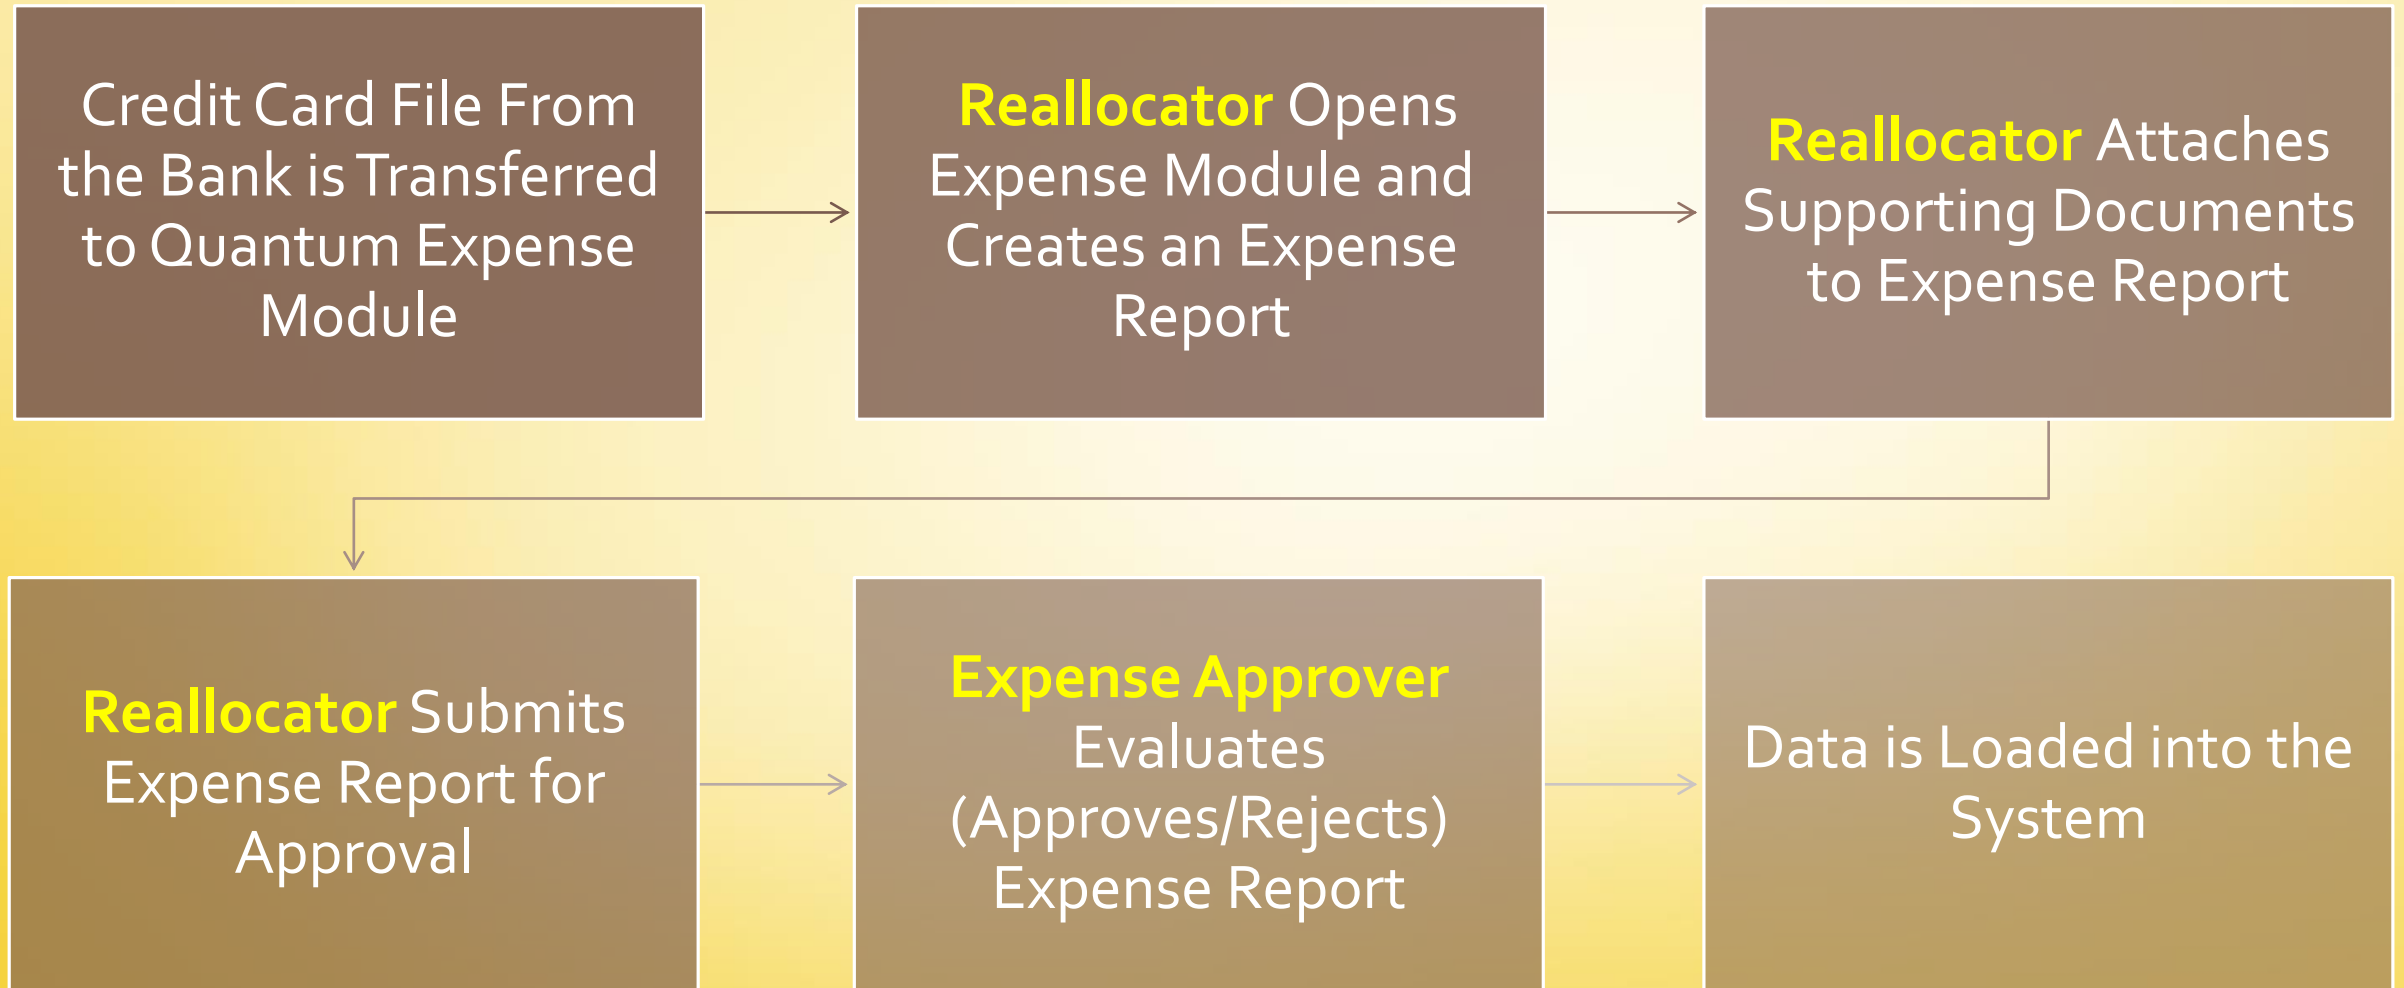 Credit Card File From
the Bank is Transferred
to Quantum Expense
Module
Reallocator Opens
Expense Module and
Creates an Expense
Report
Reallocator Attaches
Supporting Documents
to Expense Report
Reallocator Submits
Expense Report for
Approval
Expense Approver
Evaluates
(Approves/Rejects)
Expense Report
Data is Loaded into the
System